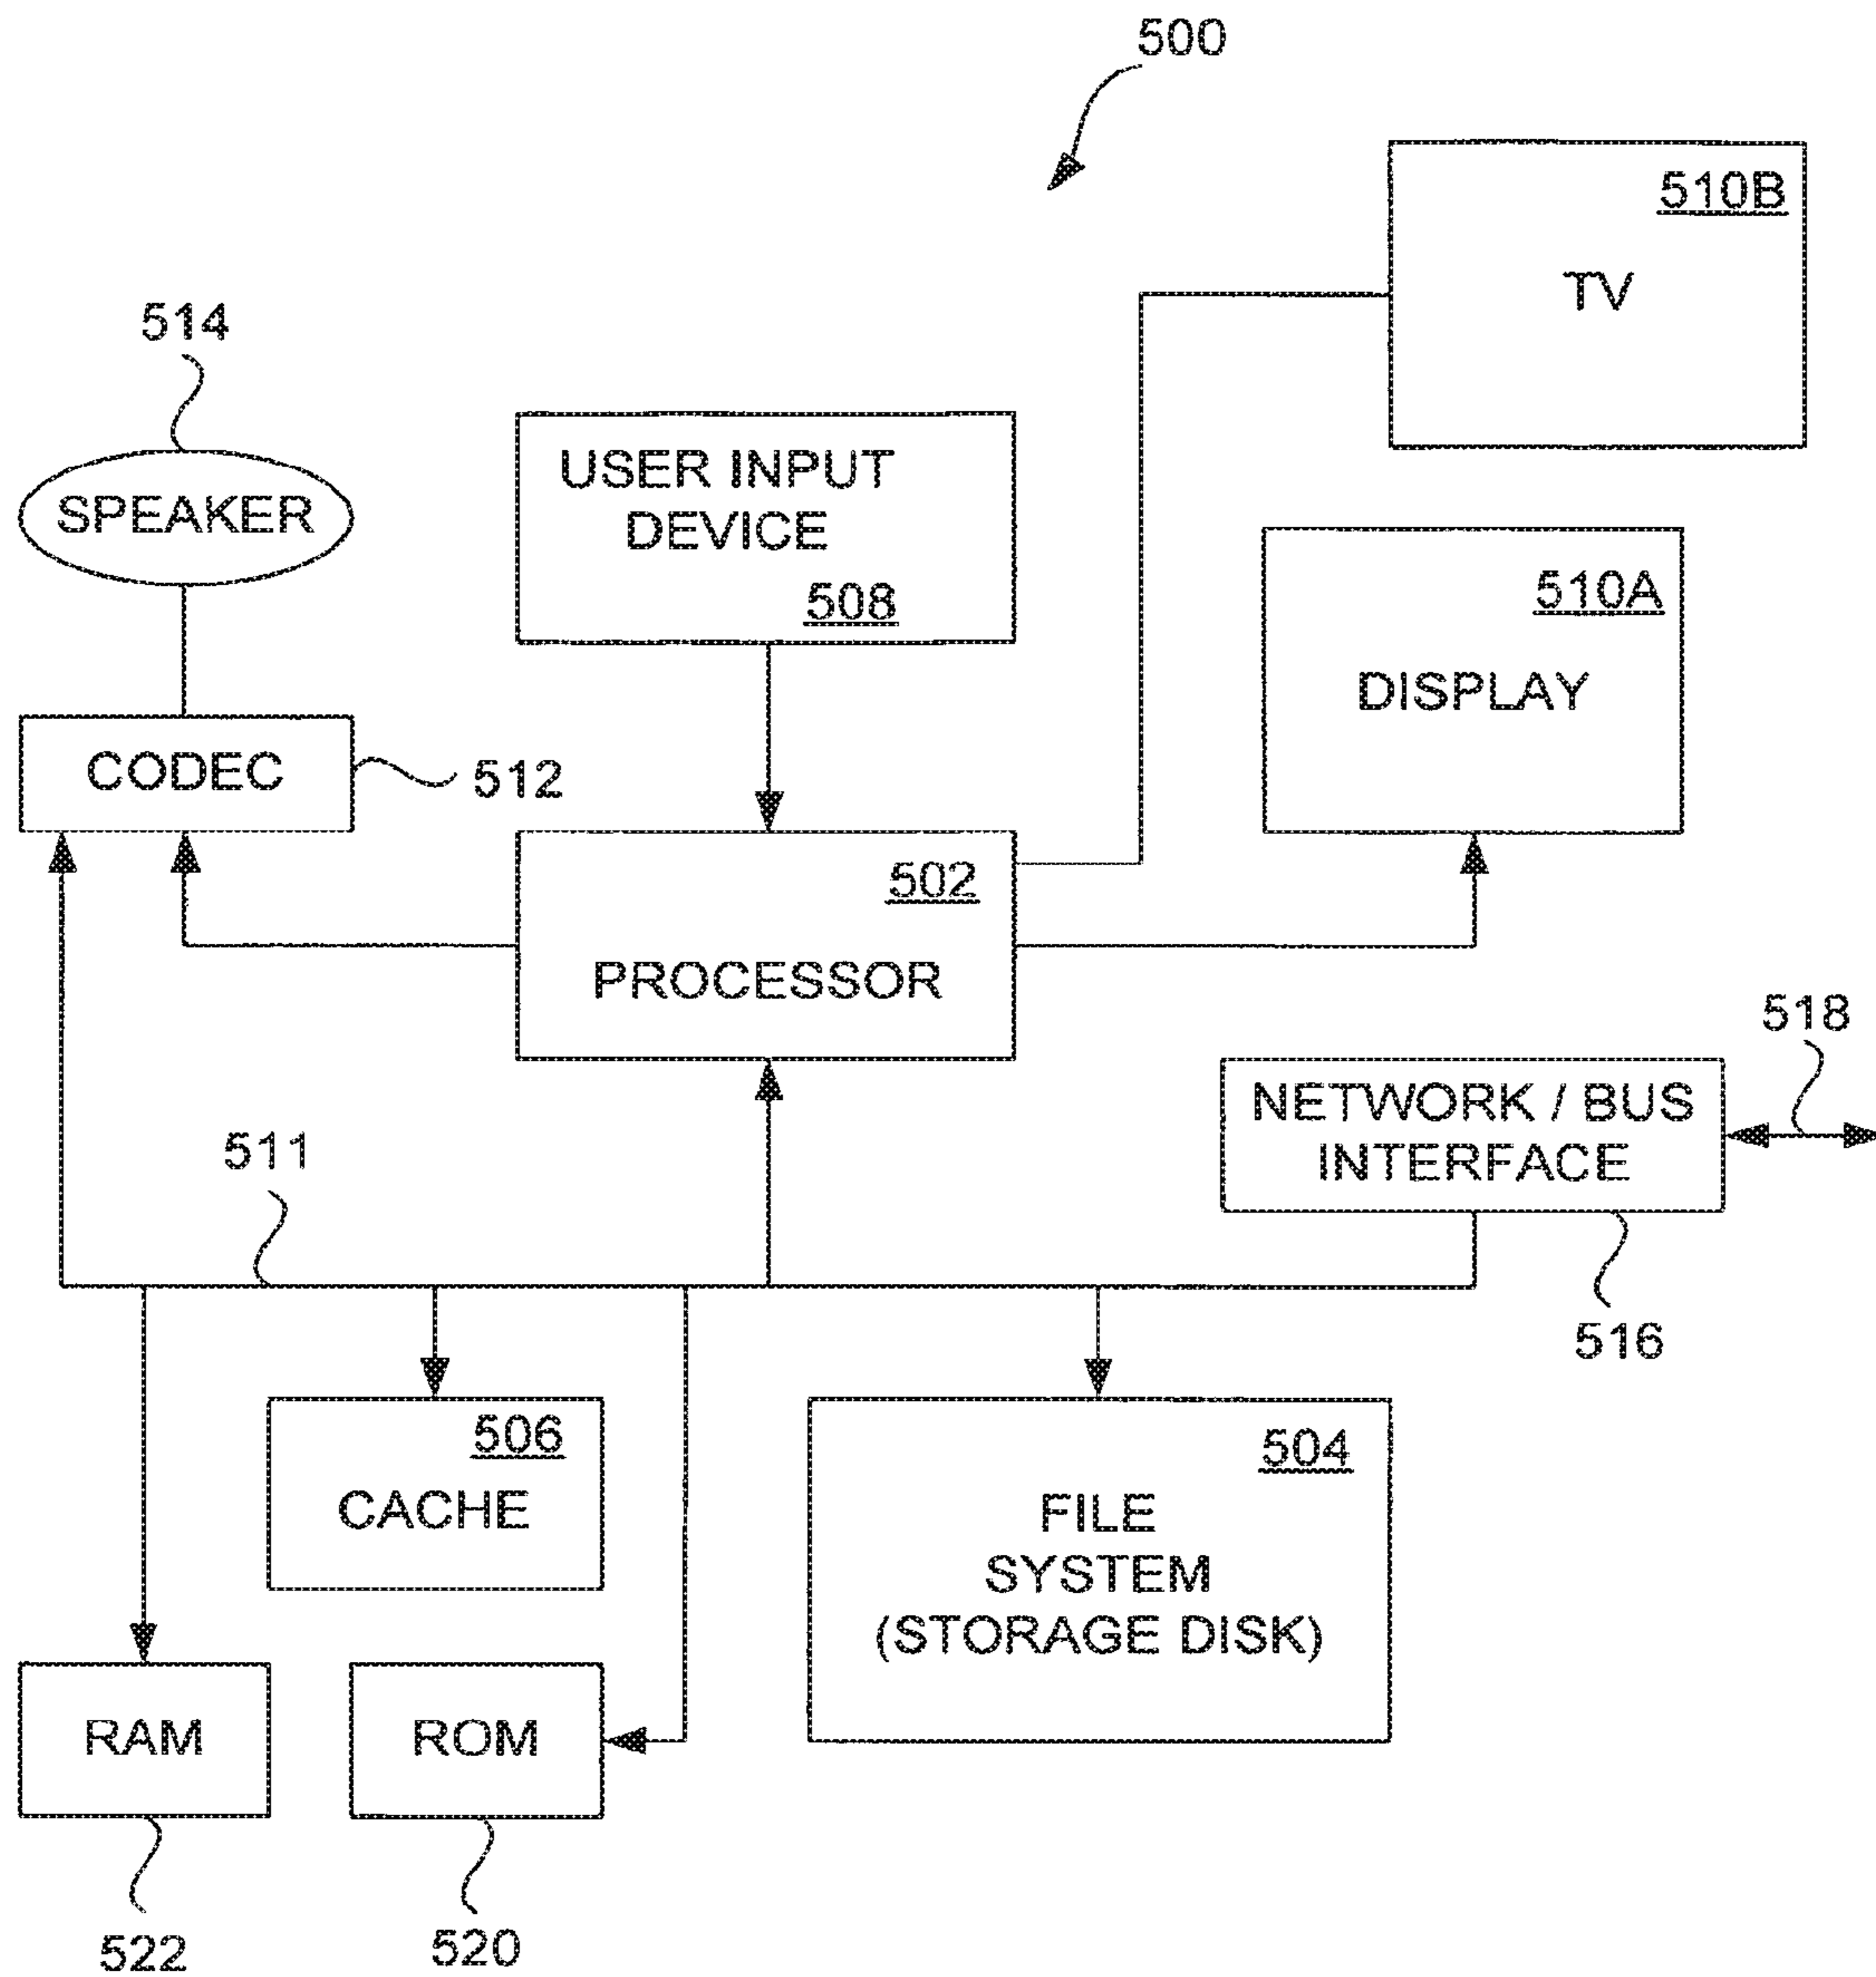 500
510B
TV
514
SPEAKER
USER INPUT
DEVICE
508
510A
DISPLAY
CODEC
512
502
PROCESSOR
518
NETWORK / BUS
INTERFACE
511
516
506
CACHE
504
FILE
SYSTEM
(STORAGE DISK)
RAM
ROM
522
520